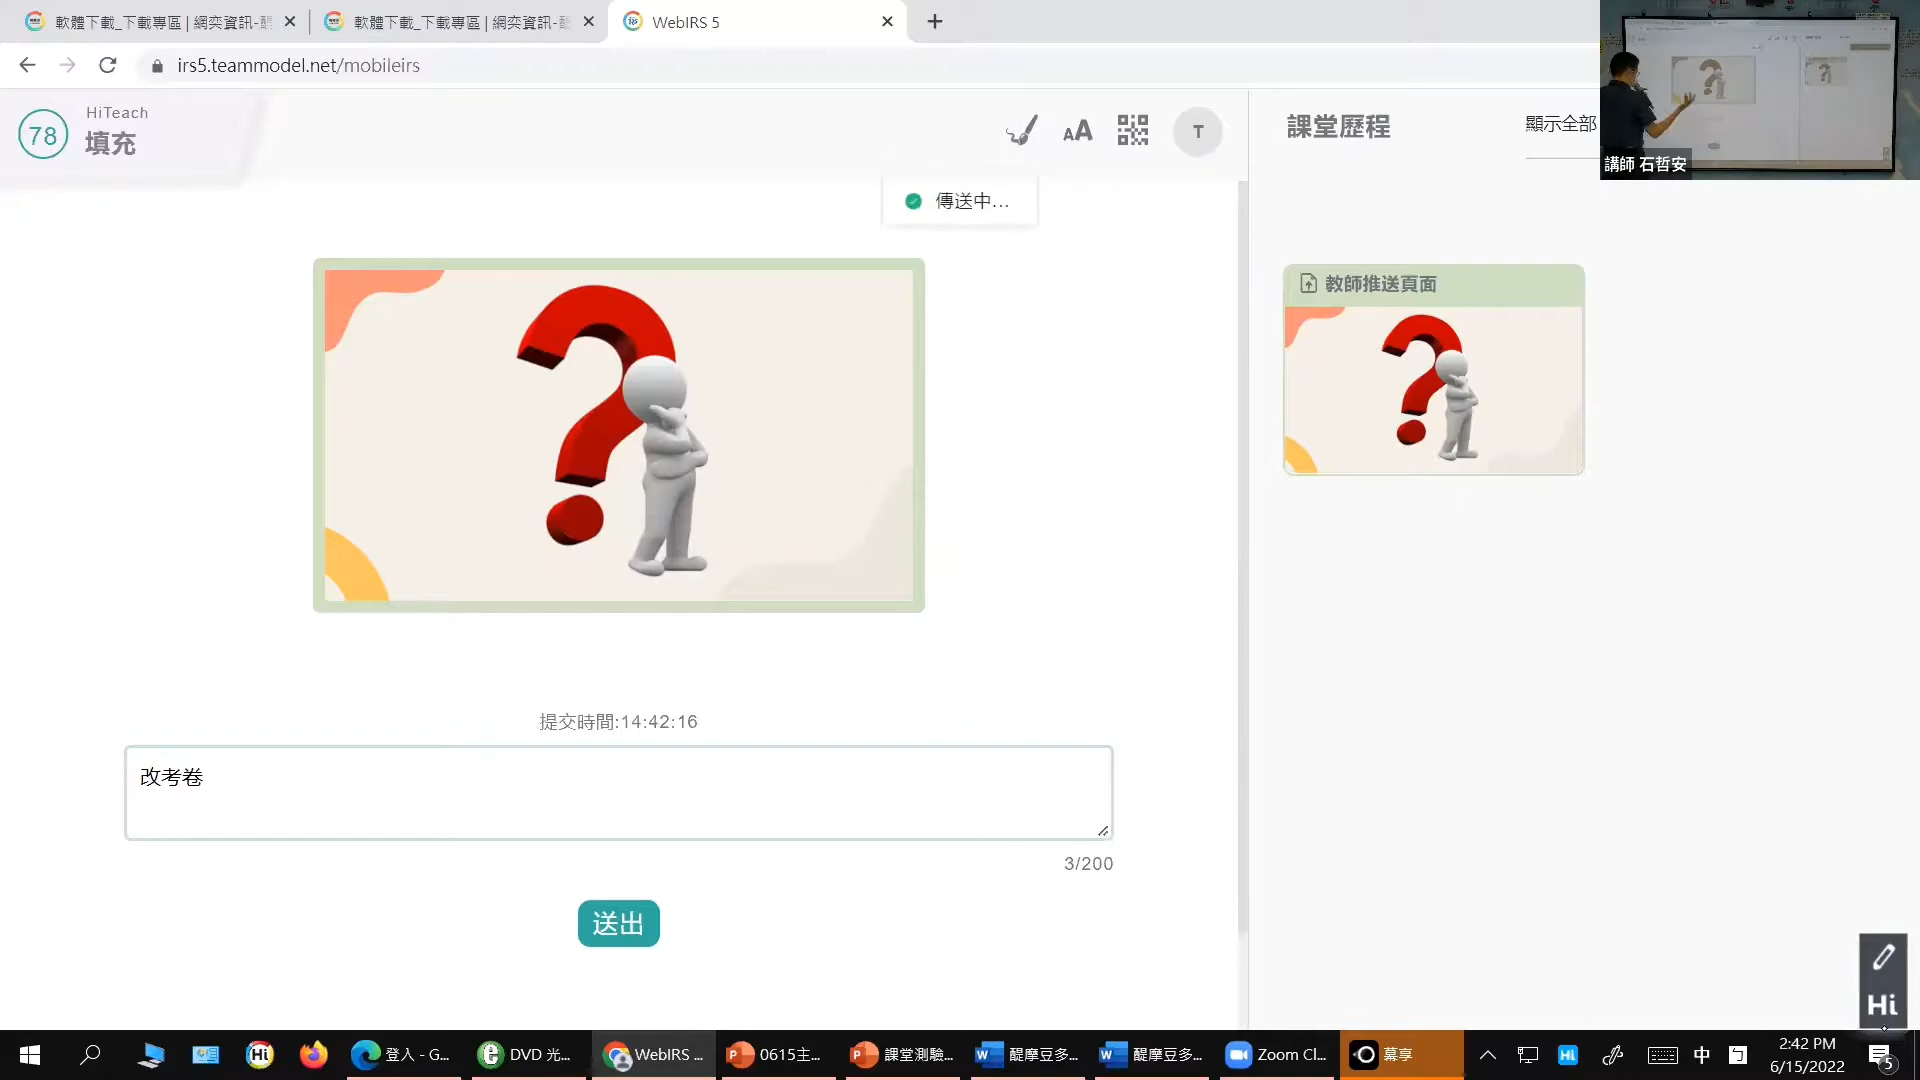 軟體下載_下載專區 | 網奕資訊-醍
軟體下載_下載專區 | 網奕資訊-醍
WebIRS 5
irs5.teammodel.net/mobileirs
78
HiTeach
填充
AA
T
課堂歷程
顯示全部
講師 石哲安
傳送中...
教師推送頁面
提交時間:14:42:16
改考卷
3/200
送出
Hi
登入 - G...
DVD 光...
WebIRS ...
0615主...
課堂測驗...
醍摩豆多...
醍摩豆多...
Zoom Cl...
幕享
中
2:42 PM
6/15/2022
5